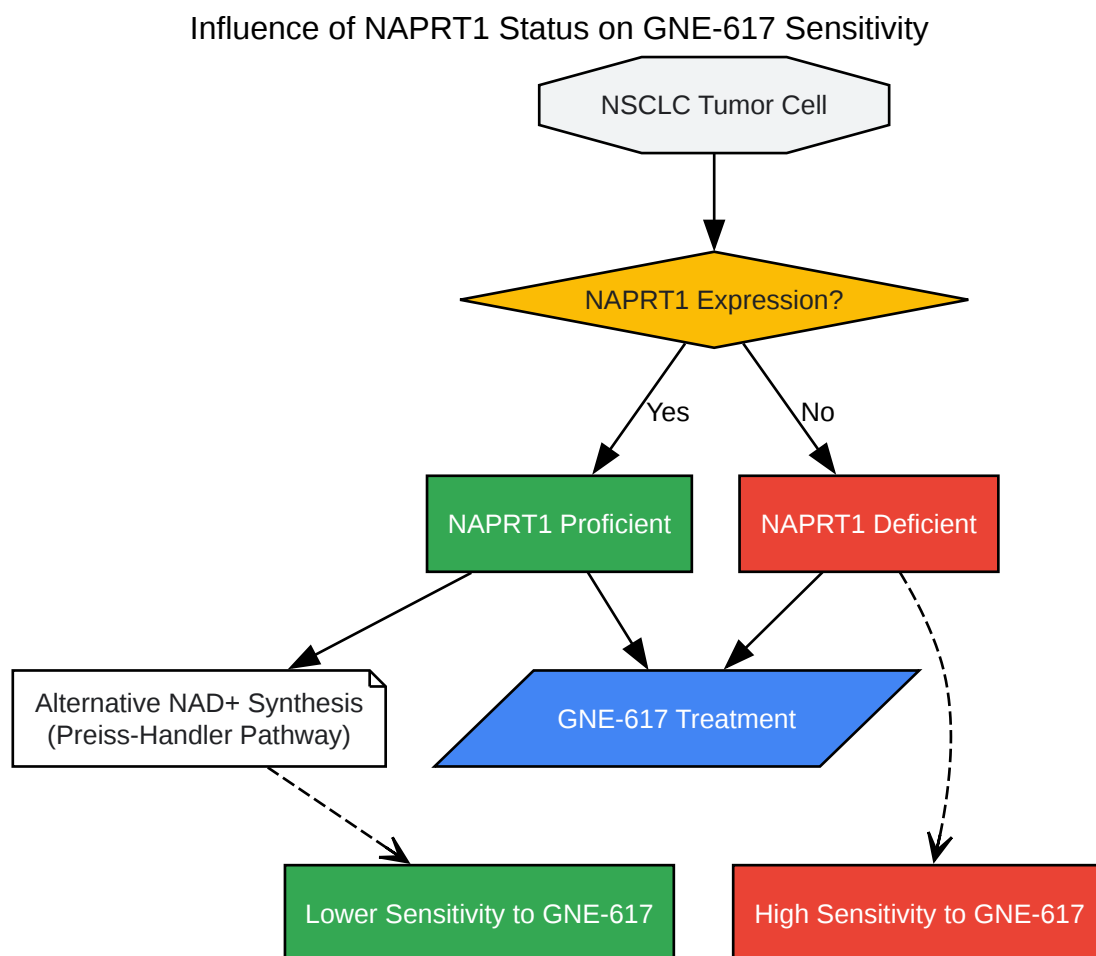 Influence of NAPRT1 Status on GNE-617 Sensitivity
NSCLC Tumor Cell
NAPRT1 Expression?
Yes
No
NAPRT1 Proficient
NAPRT1 Deficient
Alternative NAD+ Synthesis
(Preiss-Handler Pathway)
GNE-617 Treatment
Lower Sensitivity to GNE-617
High Sensitivity to GNE-617